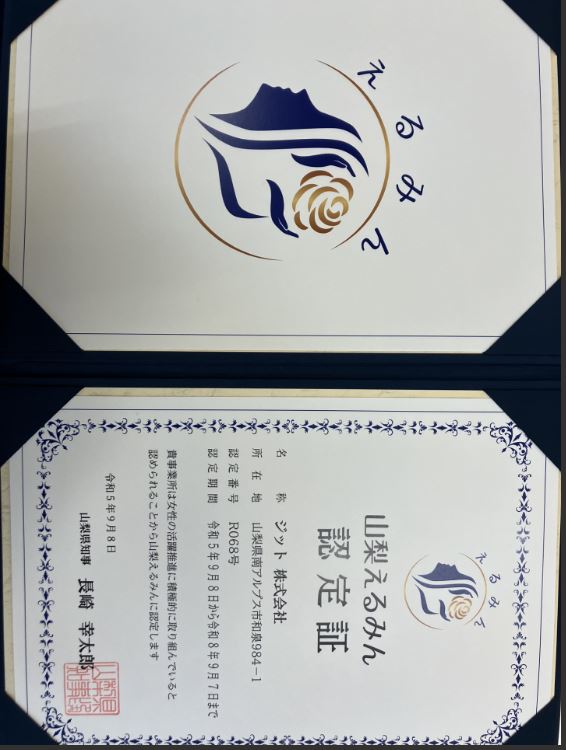 えるみん
えるみん
山梨えるみん
認定証
名称 ジット 株式会社
所在地 山梨県南アルプス市和泉984-1
認定番号 R068号
認定期間 令和5年9月8日から令和8年9月7日まで
貴事業所は女性の活躍推進に積極的に取り組んでいると
認められることから山梨えるみんに認定します
令和5年9月8日
山梨県知事 長崎 幸太郎